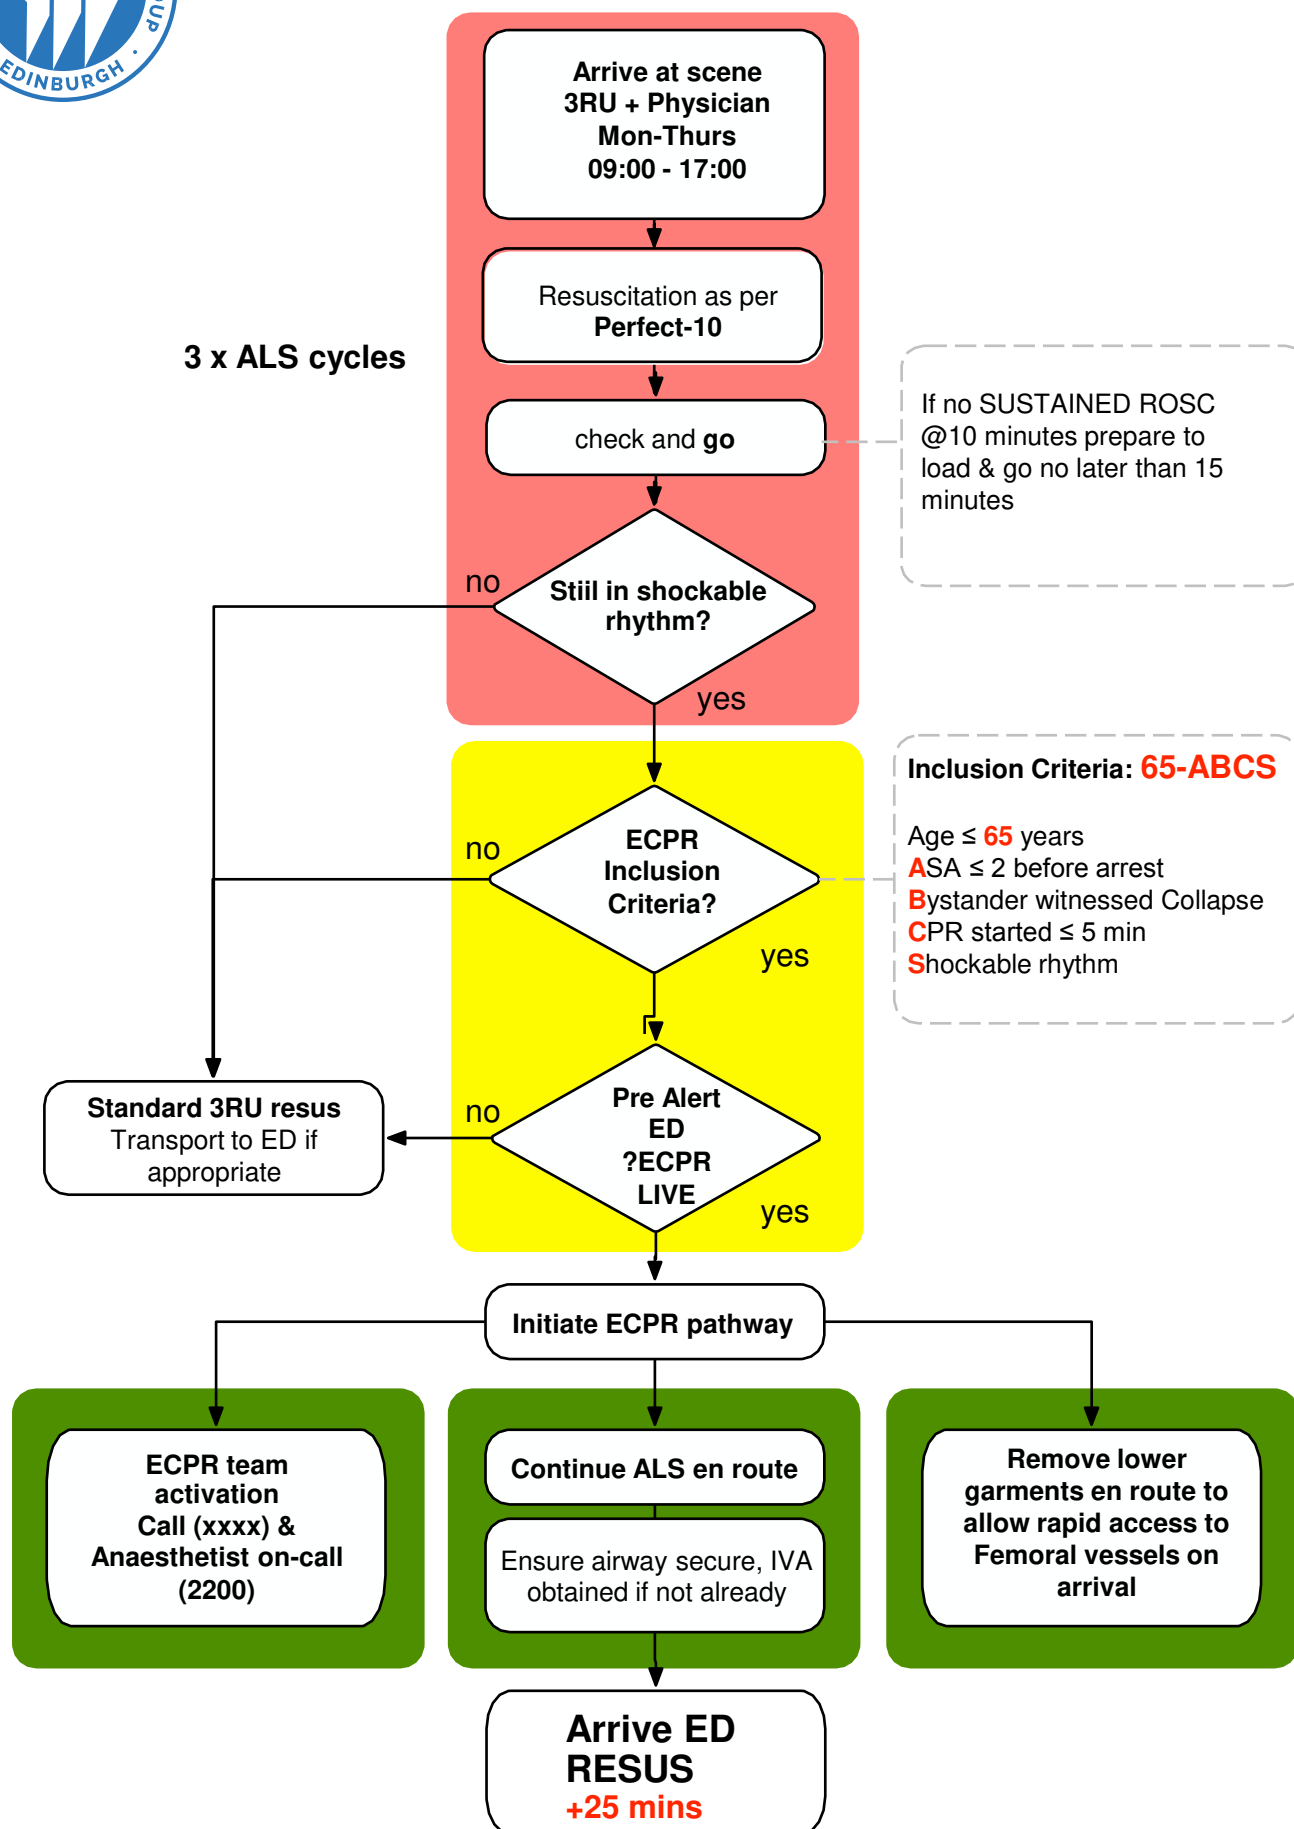 EDINBURGH
Arrive at scene
3RU + Physician
Mon-Thurs
09:00 - 17:00
Resuscitation as per
Perfect-10
3 x ALS cycles
check and go
If no SUSTAINED ROSC
@10 minutes prepare to
load & go no later than 15
minutes
Stiil in shockable
rhythm?
no
yes
Inclusion Criteria: 65-ABCS
Age ≤ 65 years
ASA ≤ 2 before arrest
Bystander witnessed Collapse
CPR started ≤ 5 min
Shockable rhythm
ECPR
Inclusion
Criteria?
no
yes
Pre Alert
ED
?ECPR
LIVE
no
yes
Standard 3RU resus
Transport to ED if
appropriate
Initiate ECPR pathway
ECPR team
activation
Call (xxxx) &
Anaesthetist on-call
(2200)
Continue ALS en route
Ensure airway secure, IVA
obtained if not already
Remove lower
garments en route to
allow rapid access to
Femoral vessels on
arrival
Arrive ED
RESUS
+25 mins